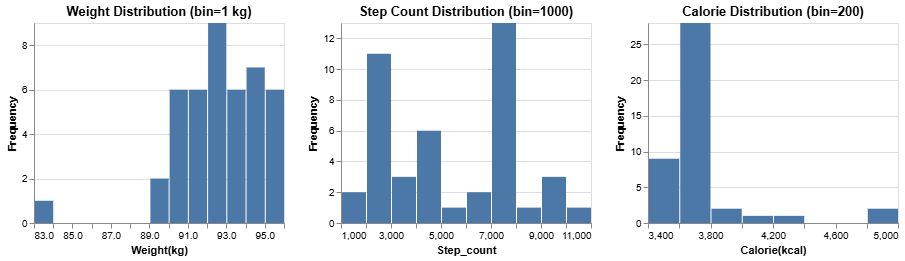 Weight Distribution (bin=1 kg)
Frequency
8
6
4
2
0
83.0 85.0 87.0 89.0 91.0 93.0 95.0
Weight(kg)
Step Count Distribution (bin=1000)
Frequency
12
10
8
6
4
2
0
1,000 3,000 5,000 7,000 9,000 11,000
Step_count
Calorie Distribution (bin=200)
Frequency
25
20
15
10
5
0
3,400 3,800 4,200 4,600 5,000
Calorie(kcal)